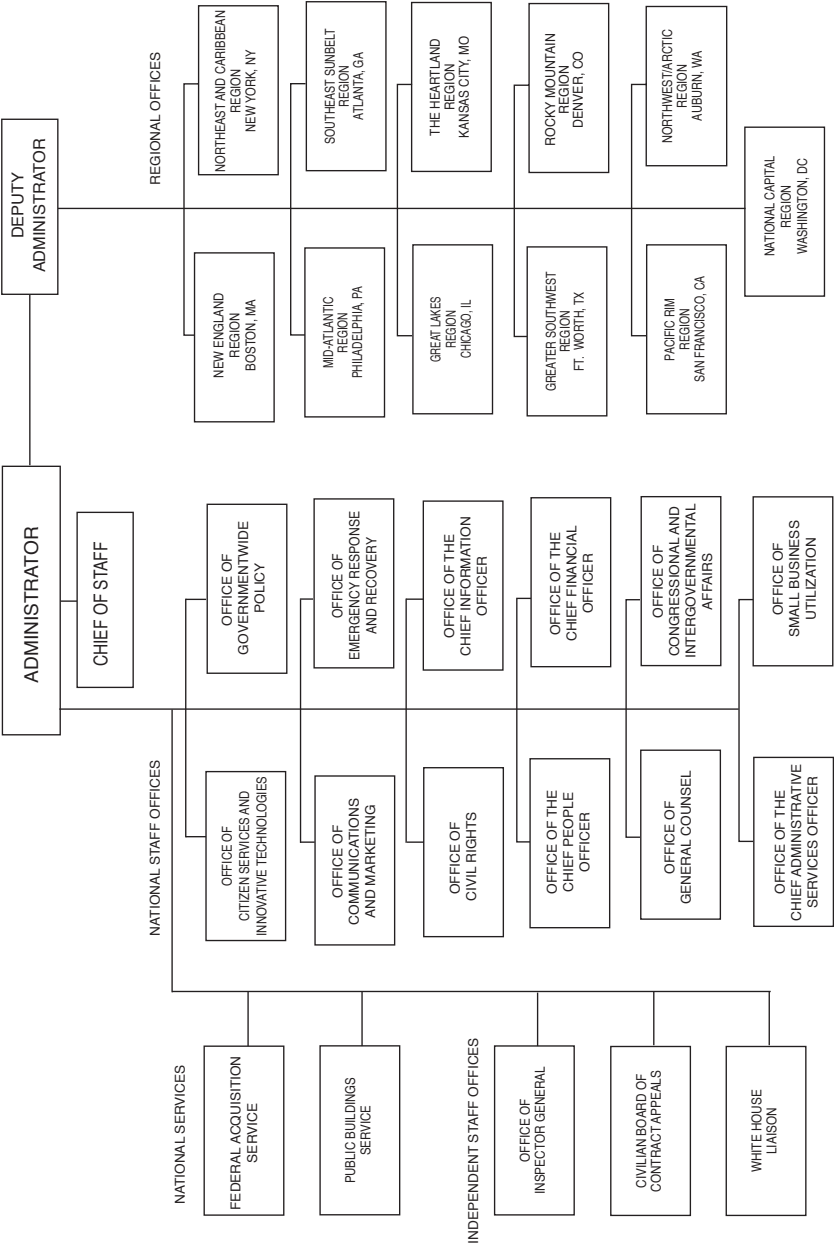 ADMINISTRATOR
DEPUTY
ADMINISTRATOR
CHIEF OF STAFF
NATIONAL SERVICES
FEDERAL ACQUISITION
SERVICE
PUBLIC BUILDINGS
SERVICE
INDEPENDENT STAFF OFFICES
OFFICE OF
INSPECTOR GENERAL
CIVILIAN BOARD OF
CONTRACT APPEALS
WHITE HOUSE
LIAISON
NATIONAL STAFF OFFICES
OFFICE OF
CITIZEN SERVICES AND
INNOVATIVE TECHNOLOGIES
OFFICE OF
GOVERNMENTWIDE
POLICY
OFFICE OF
COMMUNICATIONS
AND MARKETING
OFFICE OF
EMERGENCY RESPONSE
AND RECOVERY
OFFICE OF
CIVIL RIGHTS
OFFICE OF THE
CHIEF INFORMATION
OFFICER
OFFICE OF THE
CHIEF PEOPLE
OFFICER
OFFICE OF THE
CHIEF FINANCIAL
OFFICER
OFFICE OF
GENERAL COUNSEL
OFFICE OF
CONGRESSIONAL AND
INTERGOVERNMENTAL
AFFAIRS
OFFICE OF THE
CHIEF ADMINISTRATIVE
SERVICES OFFICER
OFFICE OF
SMALL BUSINESS
UTILIZATION
REGIONAL OFFICES
NEW ENGLAND
REGION
BOSTON, MA
NORTHEAST AND CARIBBEAN
REGION
NEW YORK, NY
MID-ATLANTIC
REGION
PHILADELPHIA, PA
SOUTHEAST SUNBELT
REGION
ATLANTA, GA
GREAT LAKES
REGION
CHICAGO, IL
THE HEARTLAND
REGION
KANSAS CITY, MO
GREATER SOUTHWEST
REGION
FT. WORTH, TX
ROCKY MOUNTAIN
REGION
DENVER, CO
PACIFIC RIM
REGION
SAN FRANCISCO, CA
NORTHWEST/ARCTIC
REGION
AUBURN, WA
NATIONAL CAPITAL
REGION
WASHINGTON, DC